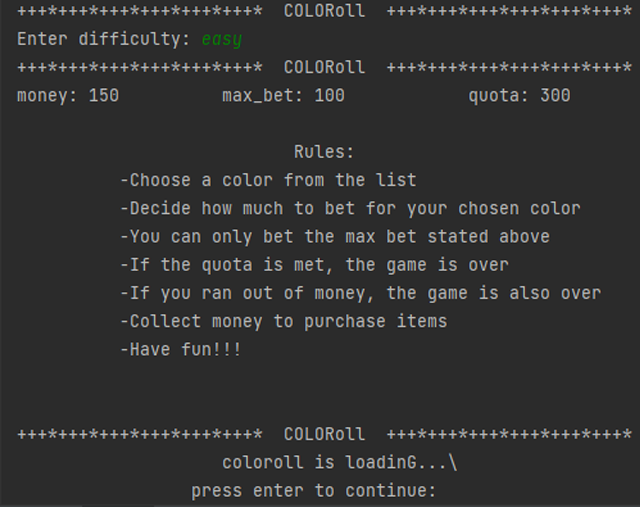 +++*+++*+++*+++*+++*+++*  COLORoll  +++*+++*+++*+++*+++*+++*
Enter difficulty: easy
+++*+++*+++*+++*+++*+++*  COLORoll  +++*+++*+++*+++*+++*+++*
money: 150          max_bet: 100            quota: 300
Rules:
-Choose a color from the list
-Decide how much to bet for your chosen color
-You can only bet the max bet stated above
-If the quota is met, the game is over
-If you ran out of money, the game is also over
-Collect money to purchase items
-Have fun!!!
+++*+++*+++*+++*+++*+++*  COLORoll  +++*+++*+++*+++*+++*+++*
coloroll is loadinG...\
press enter to continue: